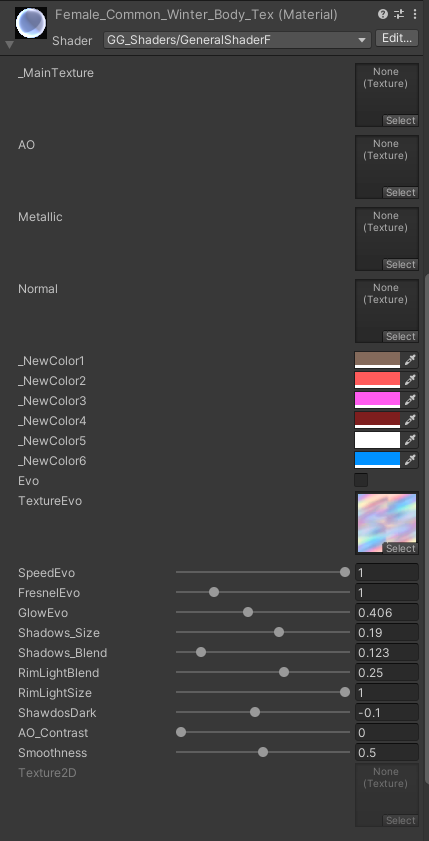 Female_Common_Winter_Body_Tex (Material)
Shader GG_Shaders/GeneralShaderF Edit...
_MainTexture None (Texture) Select
AO None (Texture) Select
Metallic None (Texture) Select
Normal None (Texture) Select
_NewColor1
_NewColor2
_NewColor3
_NewColor4
_NewColor5
_NewColor6
Evo
TextureEvo Select
SpeedEvo 1
FresnelEvo 1
GlowEvo 0.406
Shadows_Size 0.19
Shadows_Blend 0.123
RimLightBlend 0.25
RimLightSize 1
ShawdosDark -0.1
AO_Contrast 0
Smoothness 0.5
Texture2D None (Texture) Select